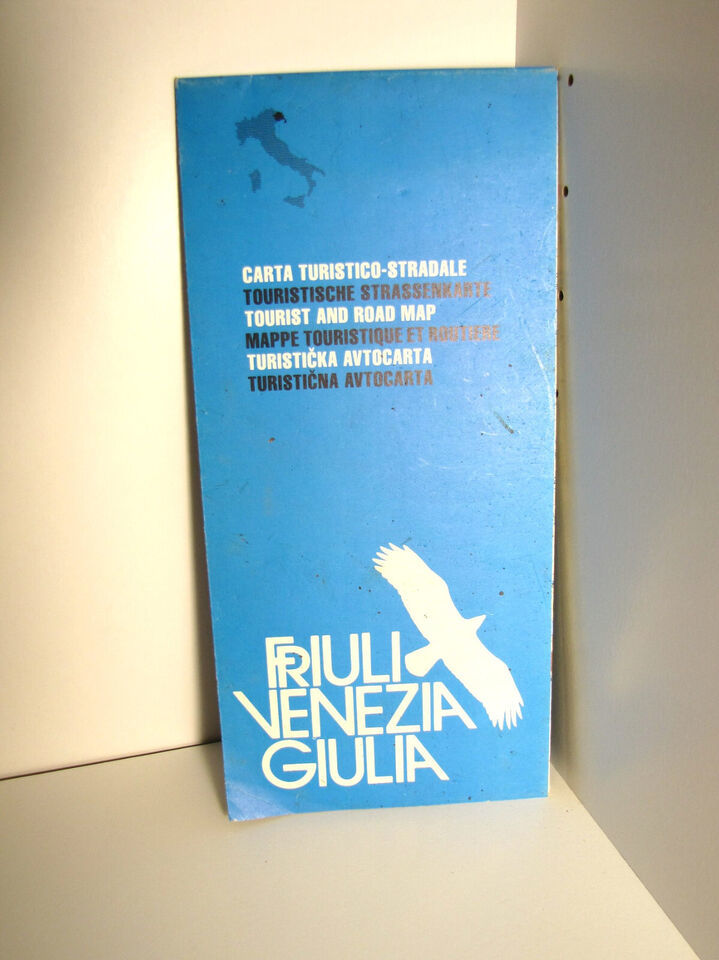 CARTA TURISTICO-STRADALE
TOURISTISCHE STRASSENKARTE
TOURIST AND ROAD MAP
MAPPE TOURISTIQUE ET ROUTIERE
TURISTIČKA AVTOCARTA
TURISTIČNA AVTOCARTA
FRIULI
VENEZIA
GIULIA